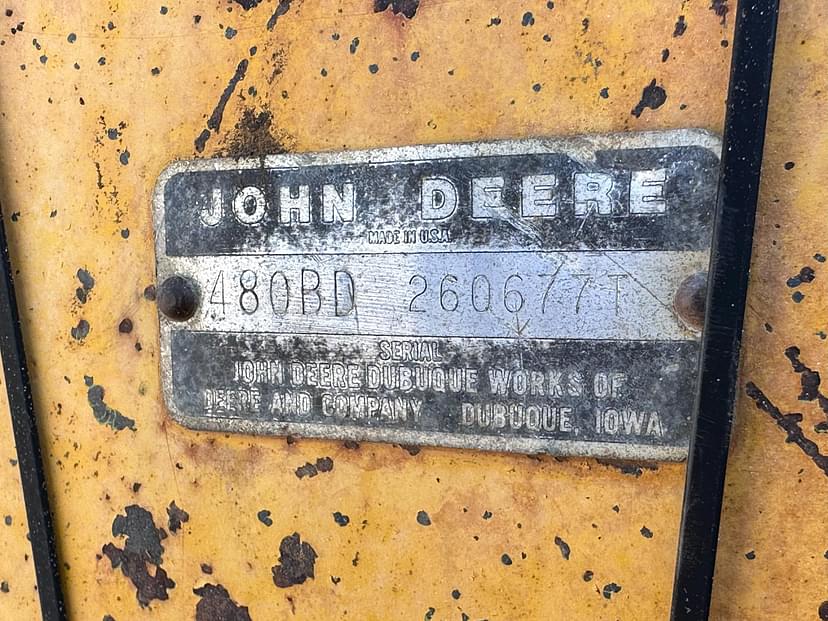 JOHN DEERE
MADE IN U.S.A.
480BD 260677T
SERIAL
JOHN DEERE DUBUQUE WORKS OF
DEERE AND COMPANY DUBUQUE, IOWA